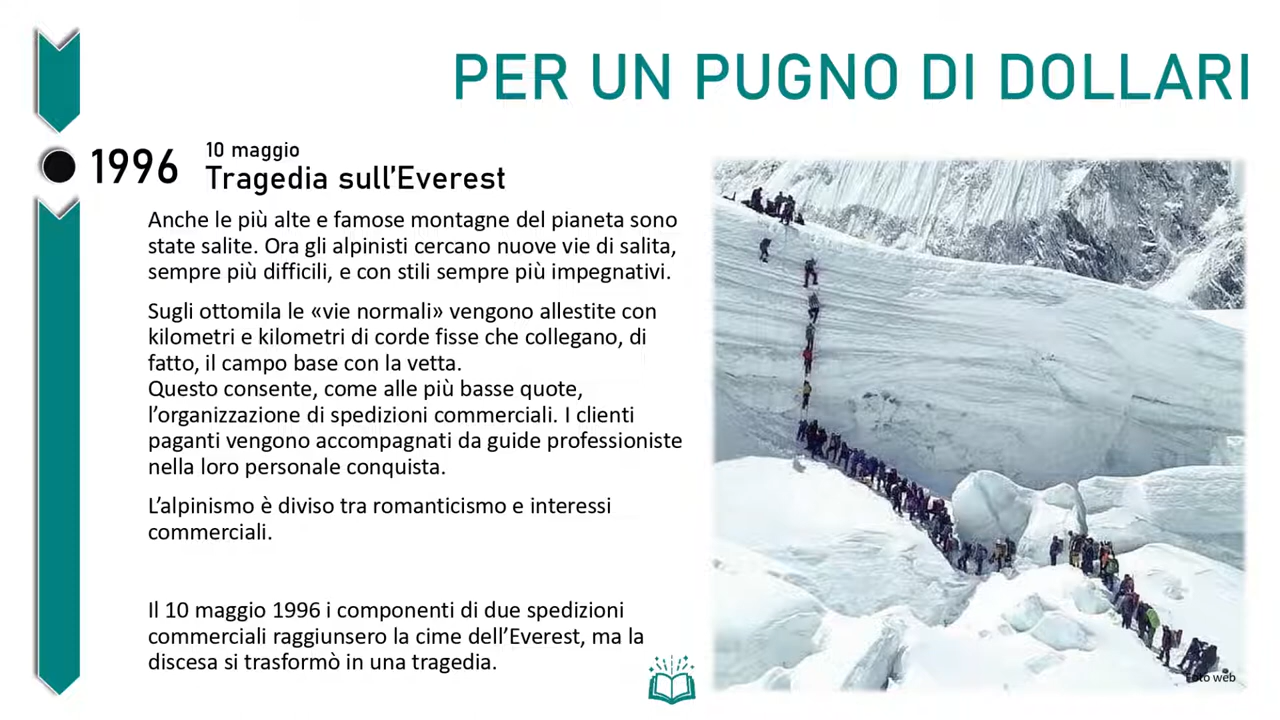 PER UN PUGNO DI DOLLARI
1996
10 maggio
Tragedia sull'Everest
Anche le più alte e famose montagne del pianeta sono
state salite. Ora gli alpinisti cercano nuove vie di salita,
sempre più difficili, e con stili sempre più impegnativi.
Sugli ottomila le «vie normali» vengono allestite con
kilometri e kilometri di corde fisse che collegano, di
fatto, il campo base con la vetta.
Questo consente, come alle più basse quote,
l'organizzazione di spedizioni commerciali. I clienti
paganti vengono accompagnati da guide professioniste
nella loro personale conquista.
L'alpinismo è diviso tra romanticismo e interessi
commerciali.
Il 10 maggio 1996 i componenti di due spedizioni
commerciali raggiunsero la cime dell'Everest, ma la
discesa si trasformò in una tragedia.
Foto web